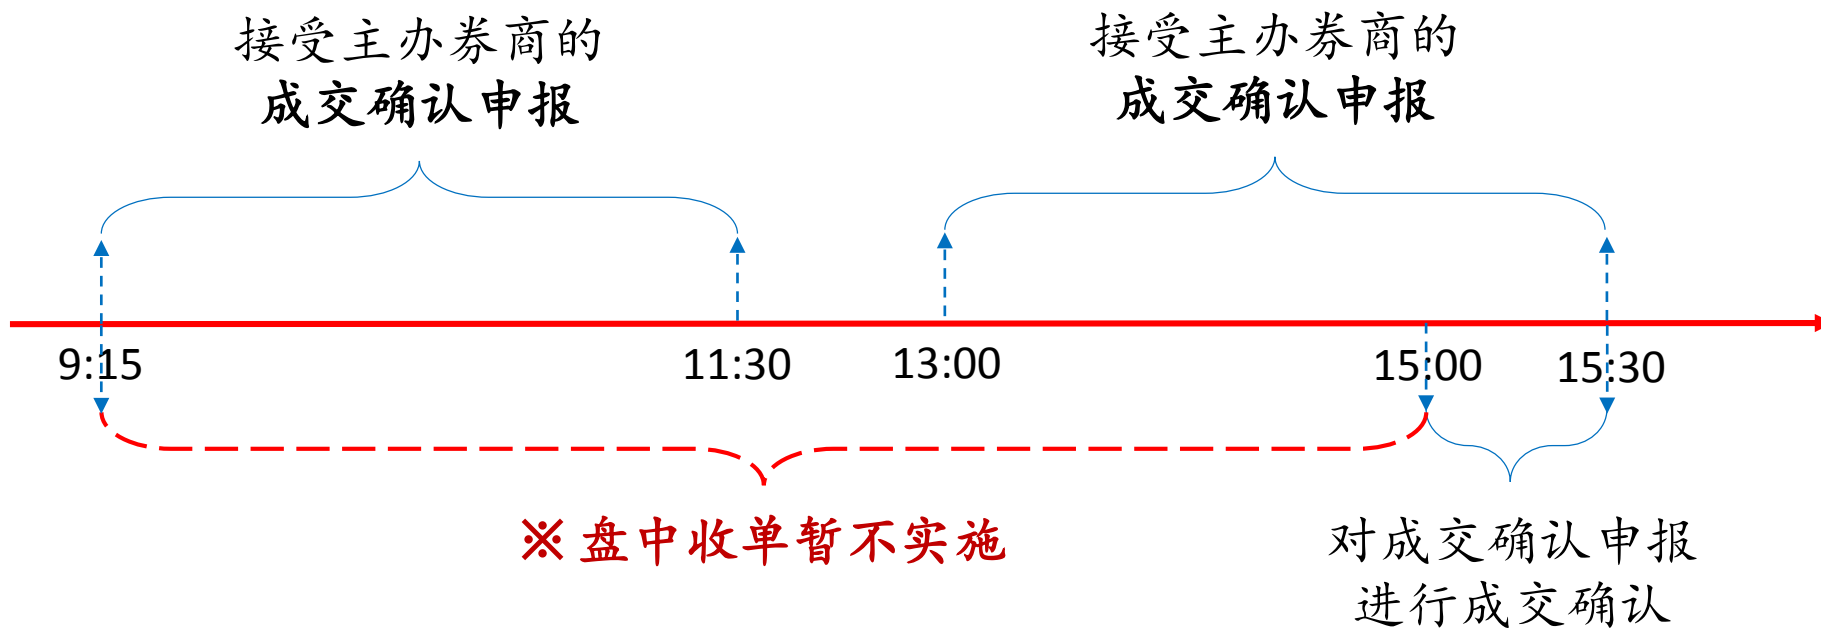 接受主办券商的
成交确认申报
接受主办券商的
成交确认申报
9:15
11:30
13:00
15:00
15:30
※ 盘中收单暂不实施
对成交确认申报
进行成交确认